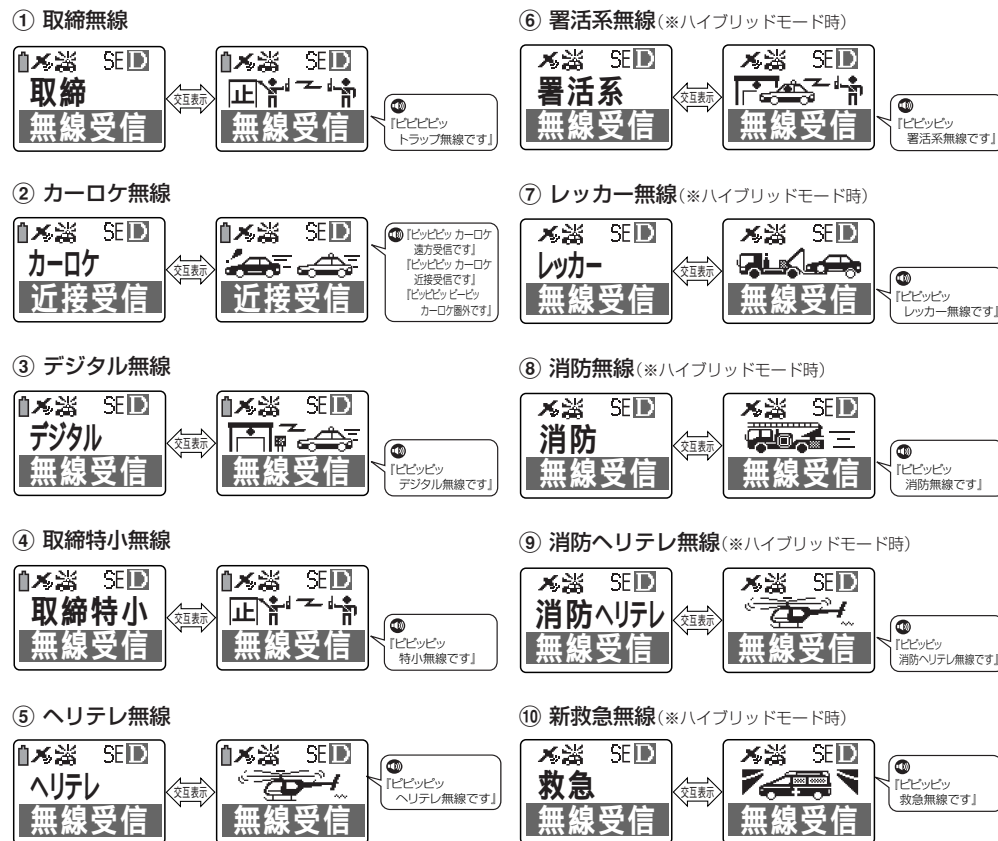 ① 取締無線
SE D
取締
無線受信
交互表示
SE D
止
無線受信
『ピピピピッ
トラップ無線です』
② カーロケ無線
SE D
カーロケ
近接受信
交互表示
SE D
近接受信
『ピッピピッ カーロケ
遠方受信です』
『ピッピピッ カーロケ
近接受信です』
『ピッピピッ ピーピッ
カーロケ圏外です』
③ デジタル無線
SE D
デジタル
無線受信
交互表示
SE D
無線受信
『ピピッピッ
デジタル無線です』
④ 取締特小無線
SE D
取締特小
無線受信
交互表示
SE D
止
無線受信
『ピピッピッ
特小無線です』
⑤ ヘリテレ無線
SE D
ヘリテレ
無線受信
交互表示
SE D
無線受信
『ピピッピッ
ヘリテレ無線です』
⑥ 署活系無線(※ハイブリッドモード時)
SE D
署活系
無線受信
交互表示
SE D
無線受信
『ピピッピッ
署活系無線です』
⑦ レッカー無線(※ハイブリッドモード時)
SE D
レッカー
無線受信
交互表示
SE D
無線受信
『ピピッピッ
レッカー無線です』
⑧ 消防無線(※ハイブリッドモード時)
SE D
消防
無線受信
交互表示
SE D
無線受信
『ピピッピッ
消防無線です』
⑨ 消防ヘリテレ無線(※ハイブリッドモード時)
SE D
消防ヘリテレ
無線受信
交互表示
SE D
無線受信
『ピピッピッ
消防ヘリテレ無線です』
⑩ 新救急無線(※ハイブリッドモード時)
SE D
救急
無線受信
交互表示
SE D
無線受信
『ピピッピッ
救急無線です』